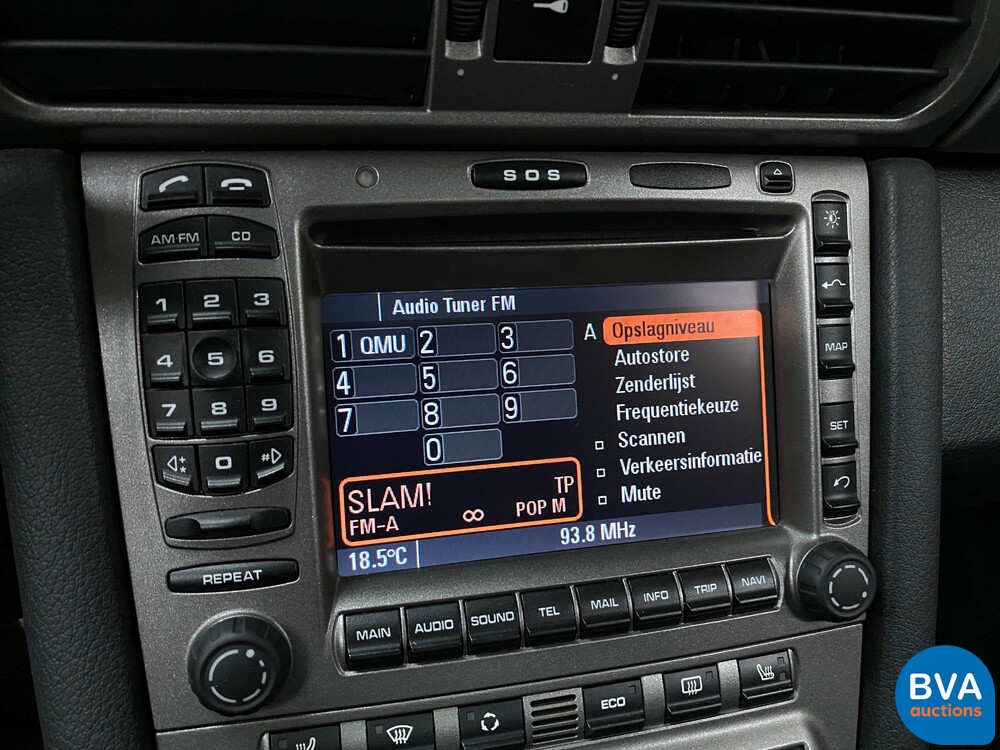 SOS
AM·FM CD
1 2 3
4 5 6
7 8 9
* 0 #
REPEAT
Audio Tuner FM
1 QMU 2 3
4 5 6
7 8 9
0
A Opslagniveau
Autostore
Zenderlijst
Frequentiekeuze
Scannen
Verkeersinformatie
Mute
SLAM! TP
FM-A ∞ POP M
18.5°C 93.8 MHz
MAP
SET
MAIN AUDIO SOUND TEL MAIL INFO TRIP NAVI
ECO
BVA
auctions